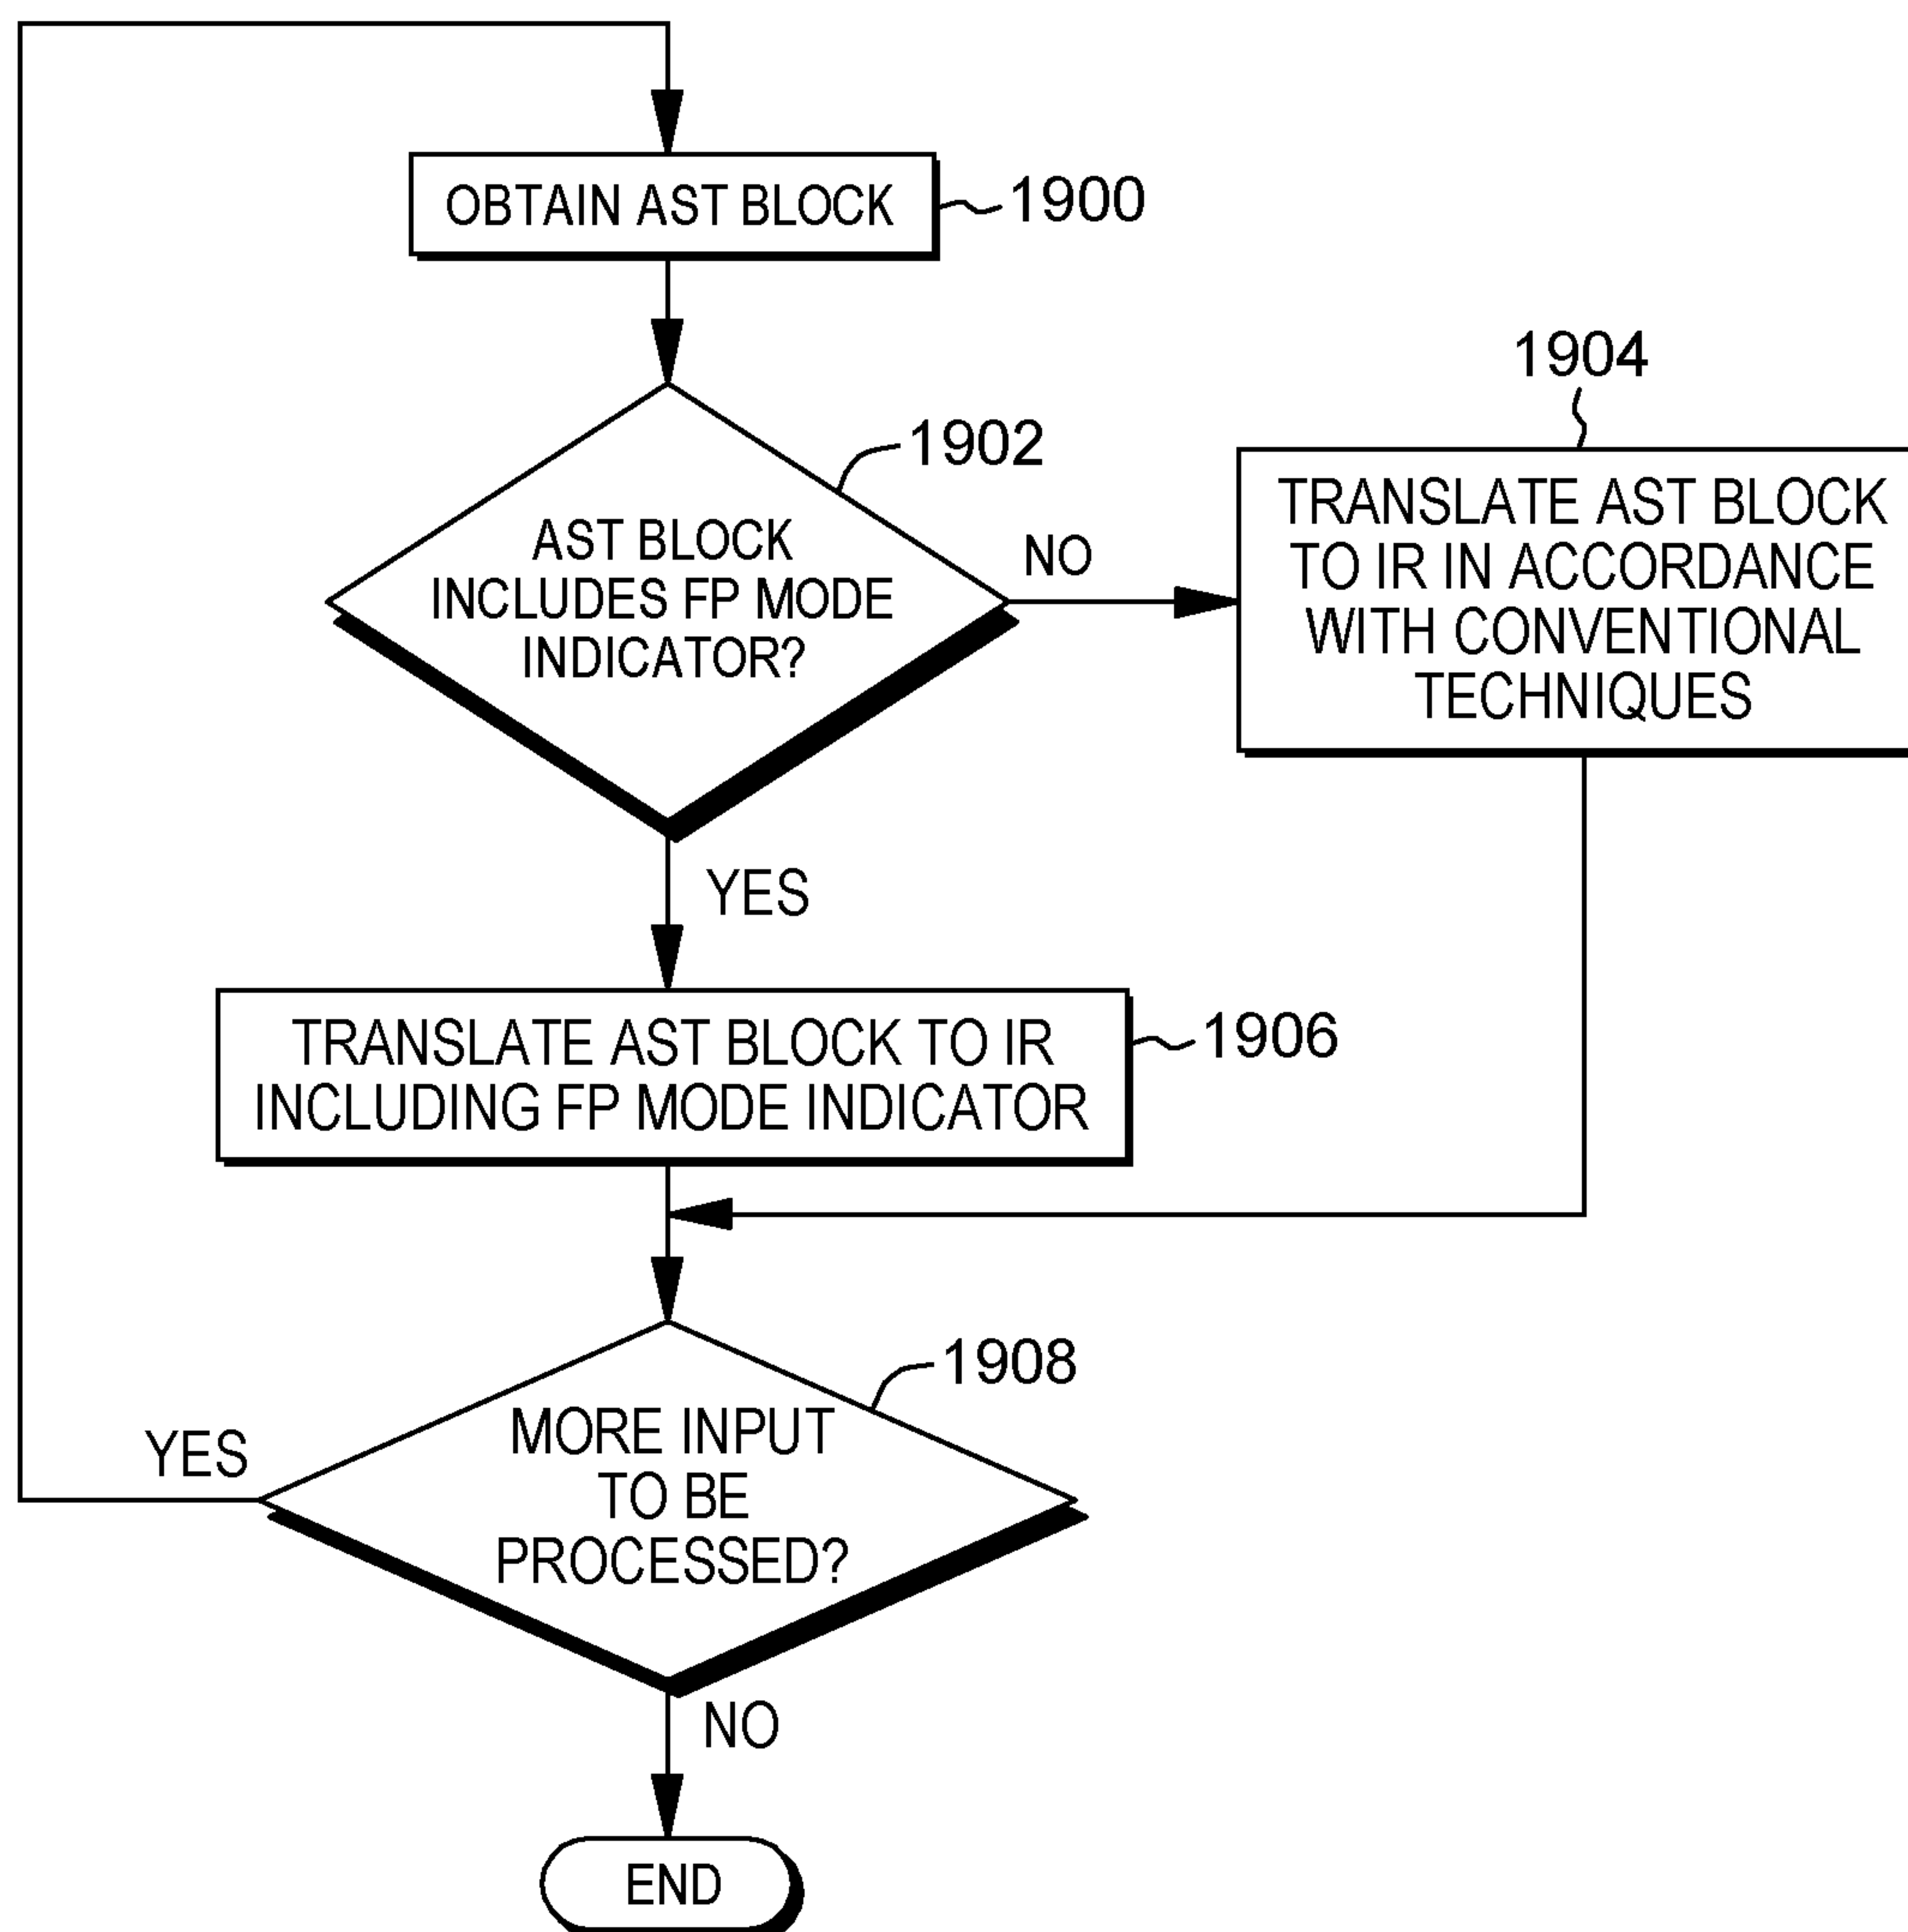 OBTAIN AST BLOCK
1900
1902
AST BLOCK
INCLUDES FP MODE
INDICATOR?
NO
1904
TRANSLATE AST BLOCK
TO IR IN ACCORDANCE
WITH CONVENTIONAL
TECHNIQUES
YES
TRANSLATE AST BLOCK TO IR
INCLUDING FP MODE INDICATOR
1906
1908
MORE INPUT
TO BE
PROCESSED?
YES
NO
END